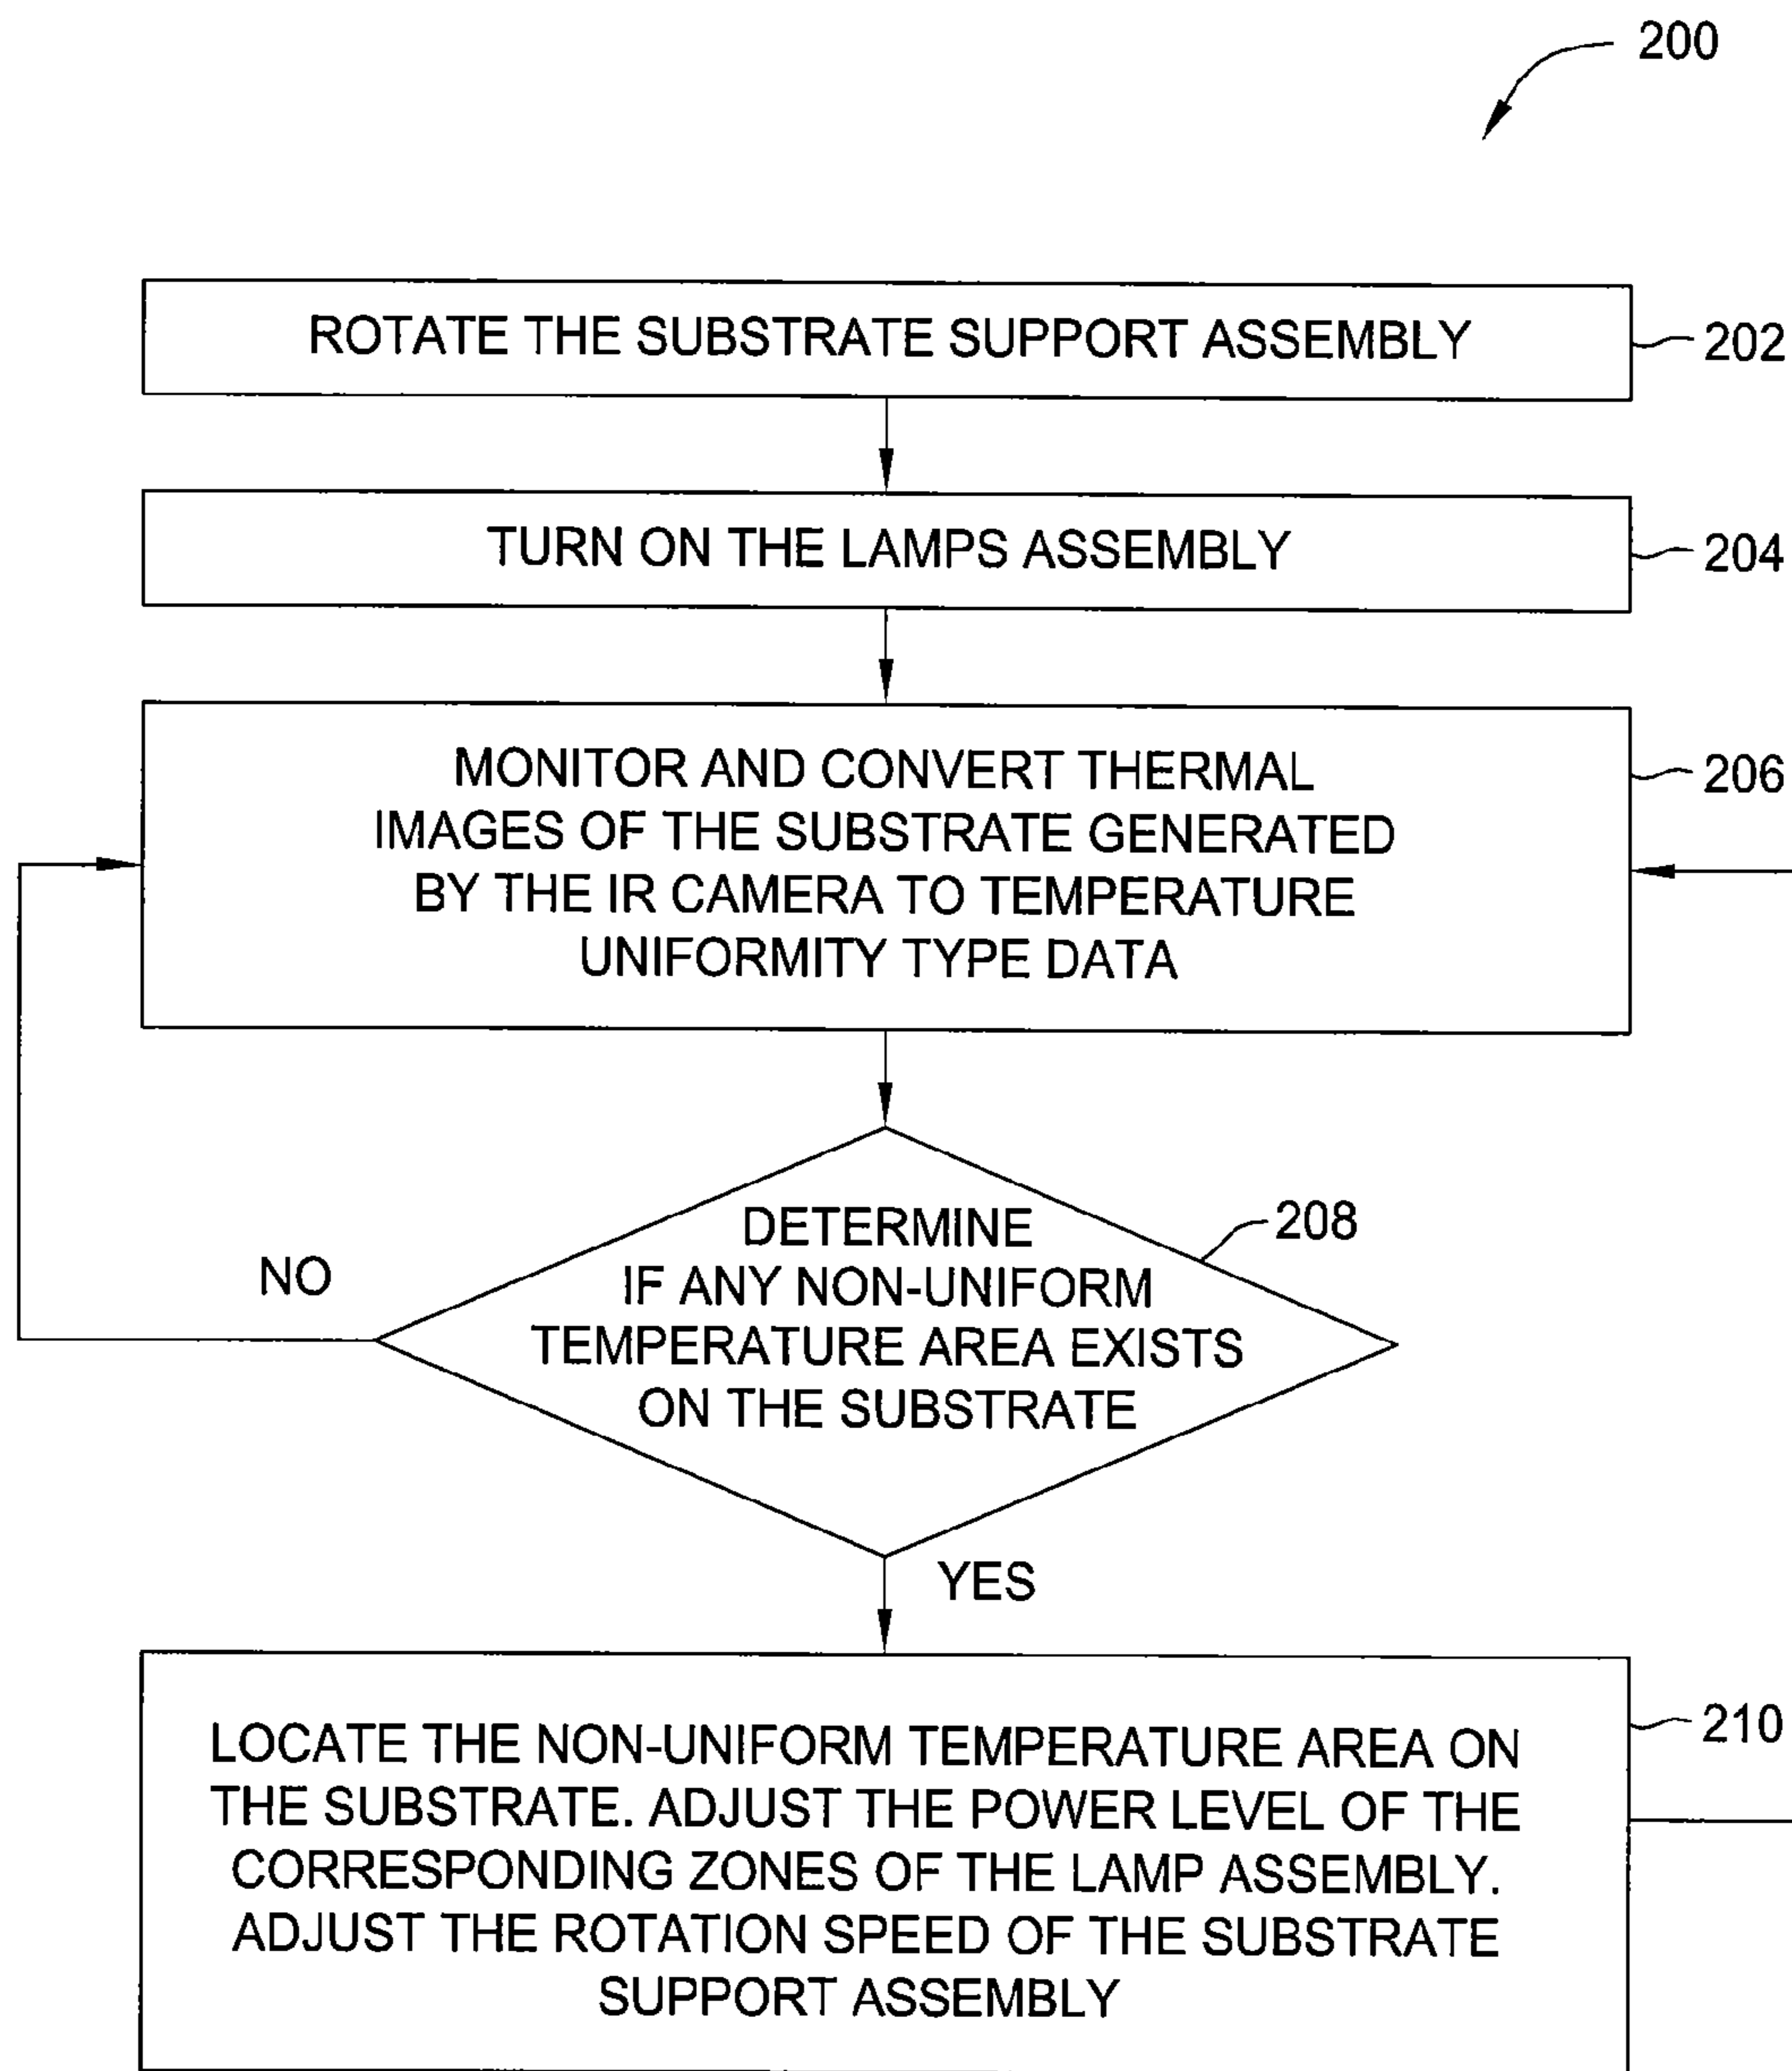 200
ROTATE THE SUBSTRATE SUPPORT ASSEMBLY
202
TURN ON THE LAMPS ASSEMBLY
204
MONITOR AND CONVERT THERMAL
IMAGES OF THE SUBSTRATE GENERATED
BY THE IR CAMERA TO TEMPERATURE
UNIFORMITY TYPE DATA
206
DETERMINE
IF ANY NON-UNIFORM
TEMPERATURE AREA EXISTS
ON THE SUBSTRATE
208
NO
YES
LOCATE THE NON-UNIFORM TEMPERATURE AREA ON
THE SUBSTRATE. ADJUST THE POWER LEVEL OF THE
CORRESPONDING ZONES OF THE LAMP ASSEMBLY.
ADJUST THE ROTATION SPEED OF THE SUBSTRATE
SUPPORT ASSEMBLY
210